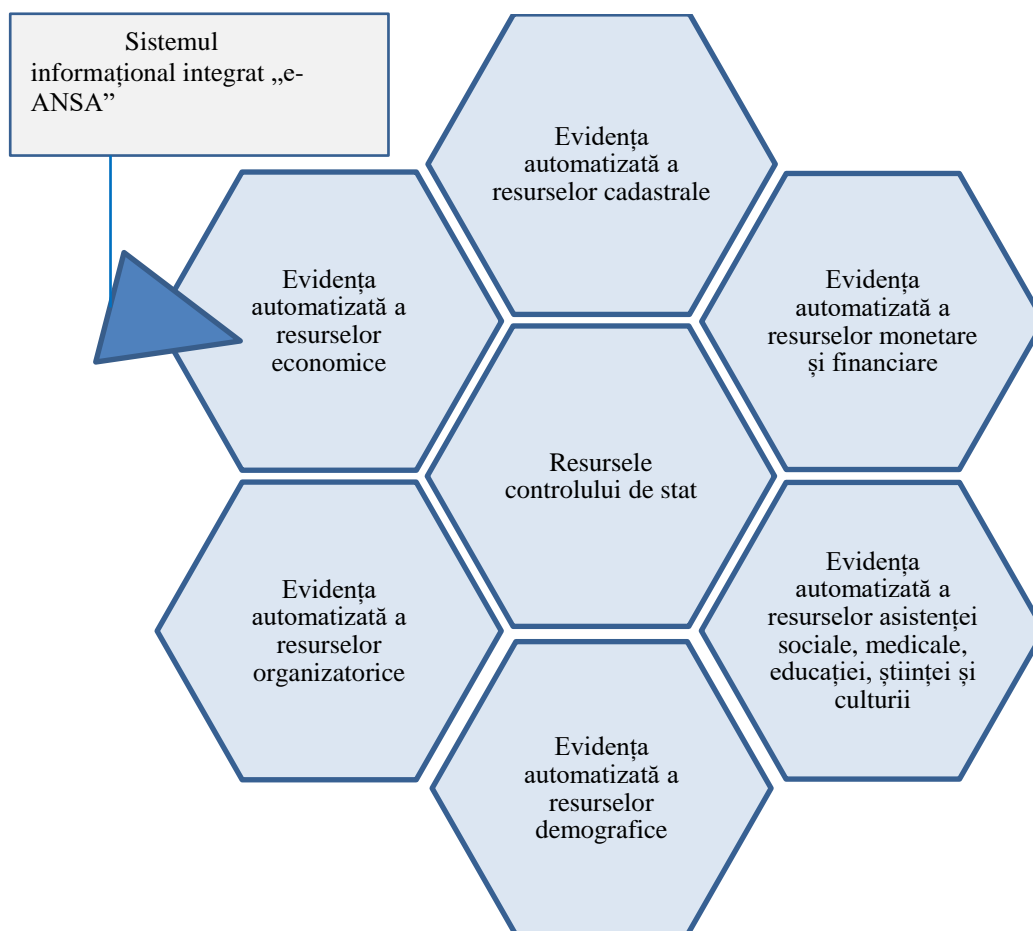 Sistemul
informațional integrat „e-
ANSA”
Evidența
automatizată a
resurselor cadastrale
Evidența
automatizată a
resurselor
economice
Evidența
automatizată a
resurselor monetare
și financiare
Resursele
controlului de stat
Evidența
automatizată a
resurselor
organizatorice
Evidența
automatizată a
resurselor asistenței
sociale, medicale,
educației, științei și
culturii
Evidența
automatizată a
resurselor
demografice